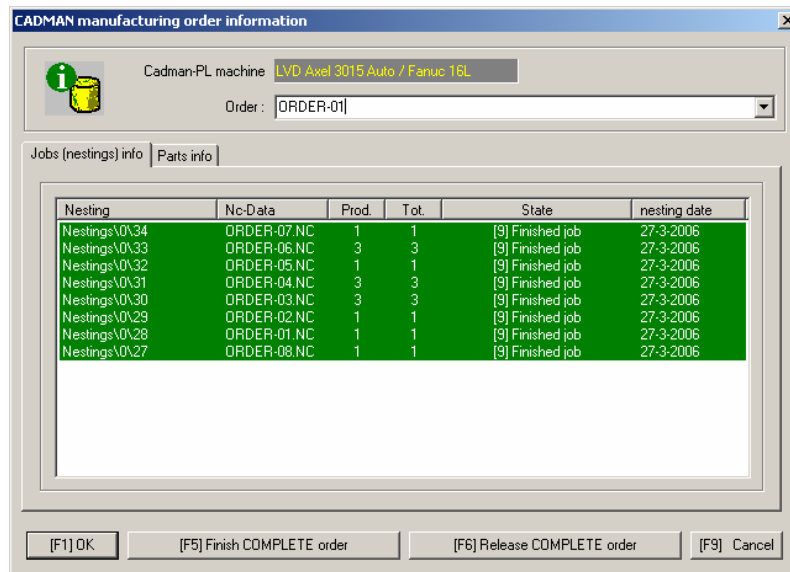 CADMAN manufacturing order information
Cadman-PL machine LVD Axel 3015 Auto / Fanuc 16L
Order : ORDER-01
Jobs (nestings) info Parts info
Nesting Nc-Data Prod. Tot. State nesting date
Nestings\0\34 ORDER-07.NC 1 1 [9] Finished job 27-3-2006
Nestings\0\33 ORDER-06.NC 3 3 [9] Finished job 27-3-2006
Nestings\0\32 ORDER-05.NC 1 1 [9] Finished job 27-3-2006
Nestings\0\31 ORDER-04.NC 3 3 [9] Finished job 27-3-2006
Nestings\0\30 ORDER-03.NC 3 3 [9] Finished job 27-3-2006
Nestings\0\29 ORDER-02.NC 1 1 [9] Finished job 27-3-2006
Nestings\0\28 ORDER-01.NC 1 1 [9] Finished job 27-3-2006
Nestings\0\27 ORDER-08.NC 1 1 [9] Finished job 27-3-2006
[F1] OK [F5] Finish COMPLETE order [F6] Release COMPLETE order [F9] Cancel